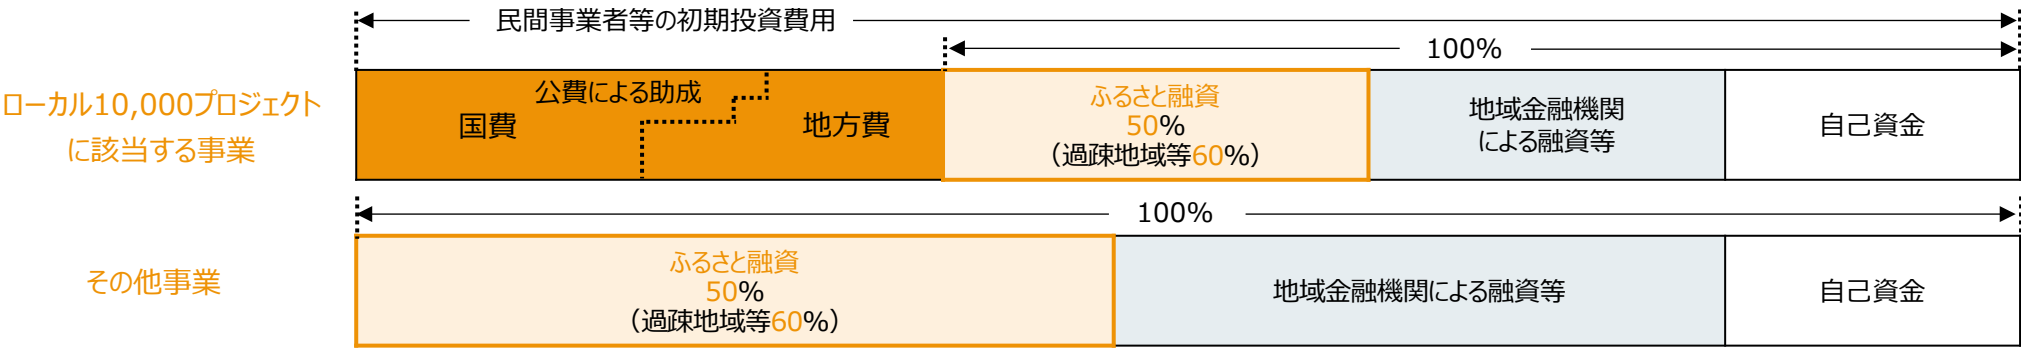 民間事業者等の初期投資費用
100%
ローカル10,000プロジェクト
に該当する事業
公費による助成
国費
地方費
ふるさと融資
50%
（過疎地域等60%）
地域金融機関
による融資等
自己資金
100%
その他事業
ふるさと融資
50%
（過疎地域等60%）
地域金融機関による融資等
自己資金